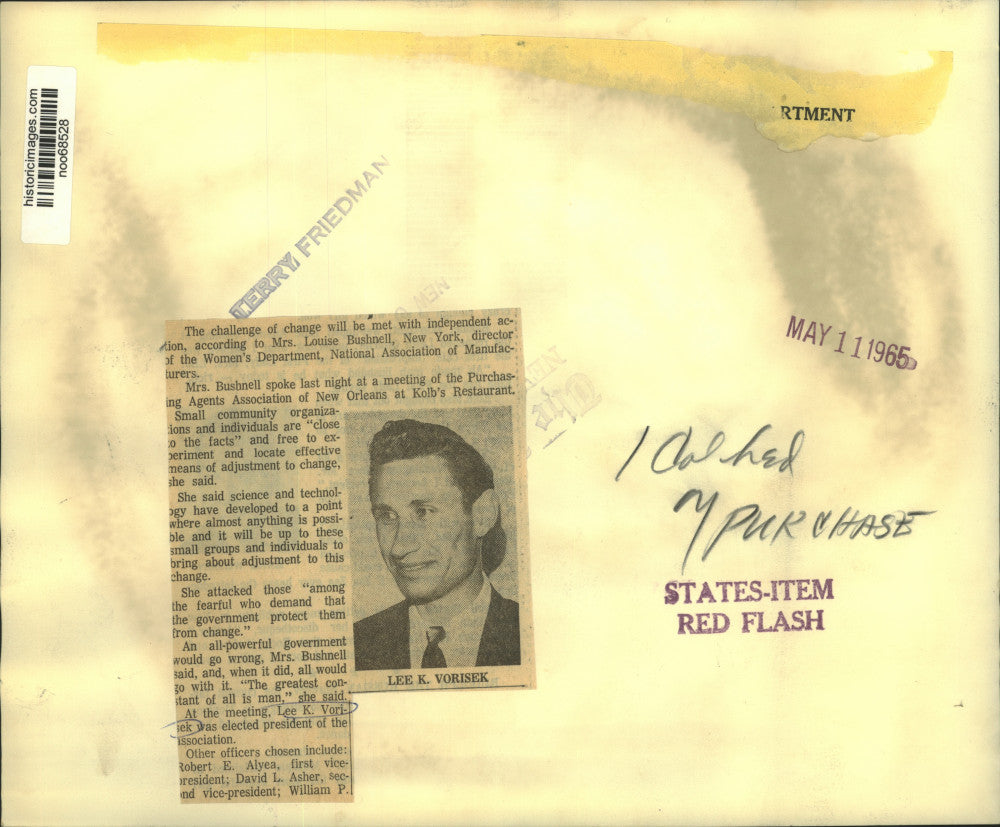 historicimages.com
noo68528
RTMENT
TERRY FRIEDMAN
NEW O
MAY 11 1965
The challenge of change will be met with independent ac-
tion, according to Mrs. Louise Bushnell, New York, director
of the Women's Department, National Association of Manufac-
turers.
Mrs. Bushnell spoke last night at a meeting of the Purchas-
ing Agents Association of New Orleans at Kolb's Restaurant.
Small community organiza-
ions and individuals are "close
o the facts" and free to ex-
periment and locate effective
means of adjustment to change,
she said.
She said science and technol-
ogy have developed to a point
where almost anything is possi-
ble and it will be up to these
small groups and individuals to
bring about adjustment to this
change.
She attacked those "among
the fearful who demand that
the government protect them
from change."
An all-powerful government
would go wrong, Mrs. Bushnell
said, and, when it did, all would
go with it. "The greatest con-
stant of all is man," she said.
At the meeting, Lee K. Vori-
sek was elected president of the
association.
Other officers chosen include:
Robert E. Alyea, first vice-
president; David L. Asher, sec-
ond vice-president; William P.
LEE K. VORISEK
1 Col hed
PURCHASE
STATES-ITEM
RED FLASH